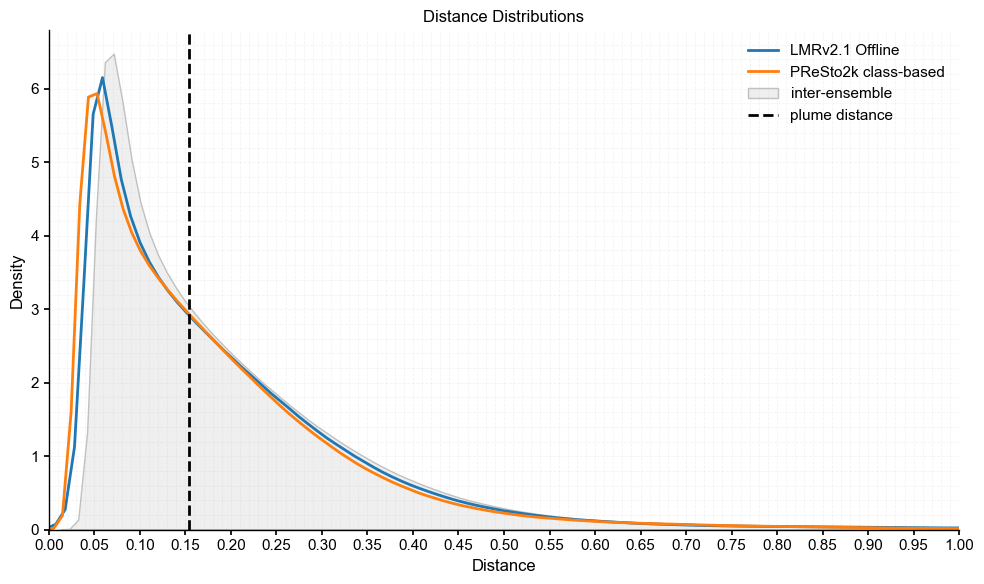 Distance Distributions
LMRv2.1 Offline
PReSto2k class-based
inter-ensemble
plume distance
Density
6
5
4
3
2
1
0
0.00 0.05 0.10 0.15 0.20 0.25 0.30 0.35 0.40 0.45 0.50 0.55 0.60 0.65 0.70 0.75 0.80 0.85 0.90 0.95 1.00
Distance